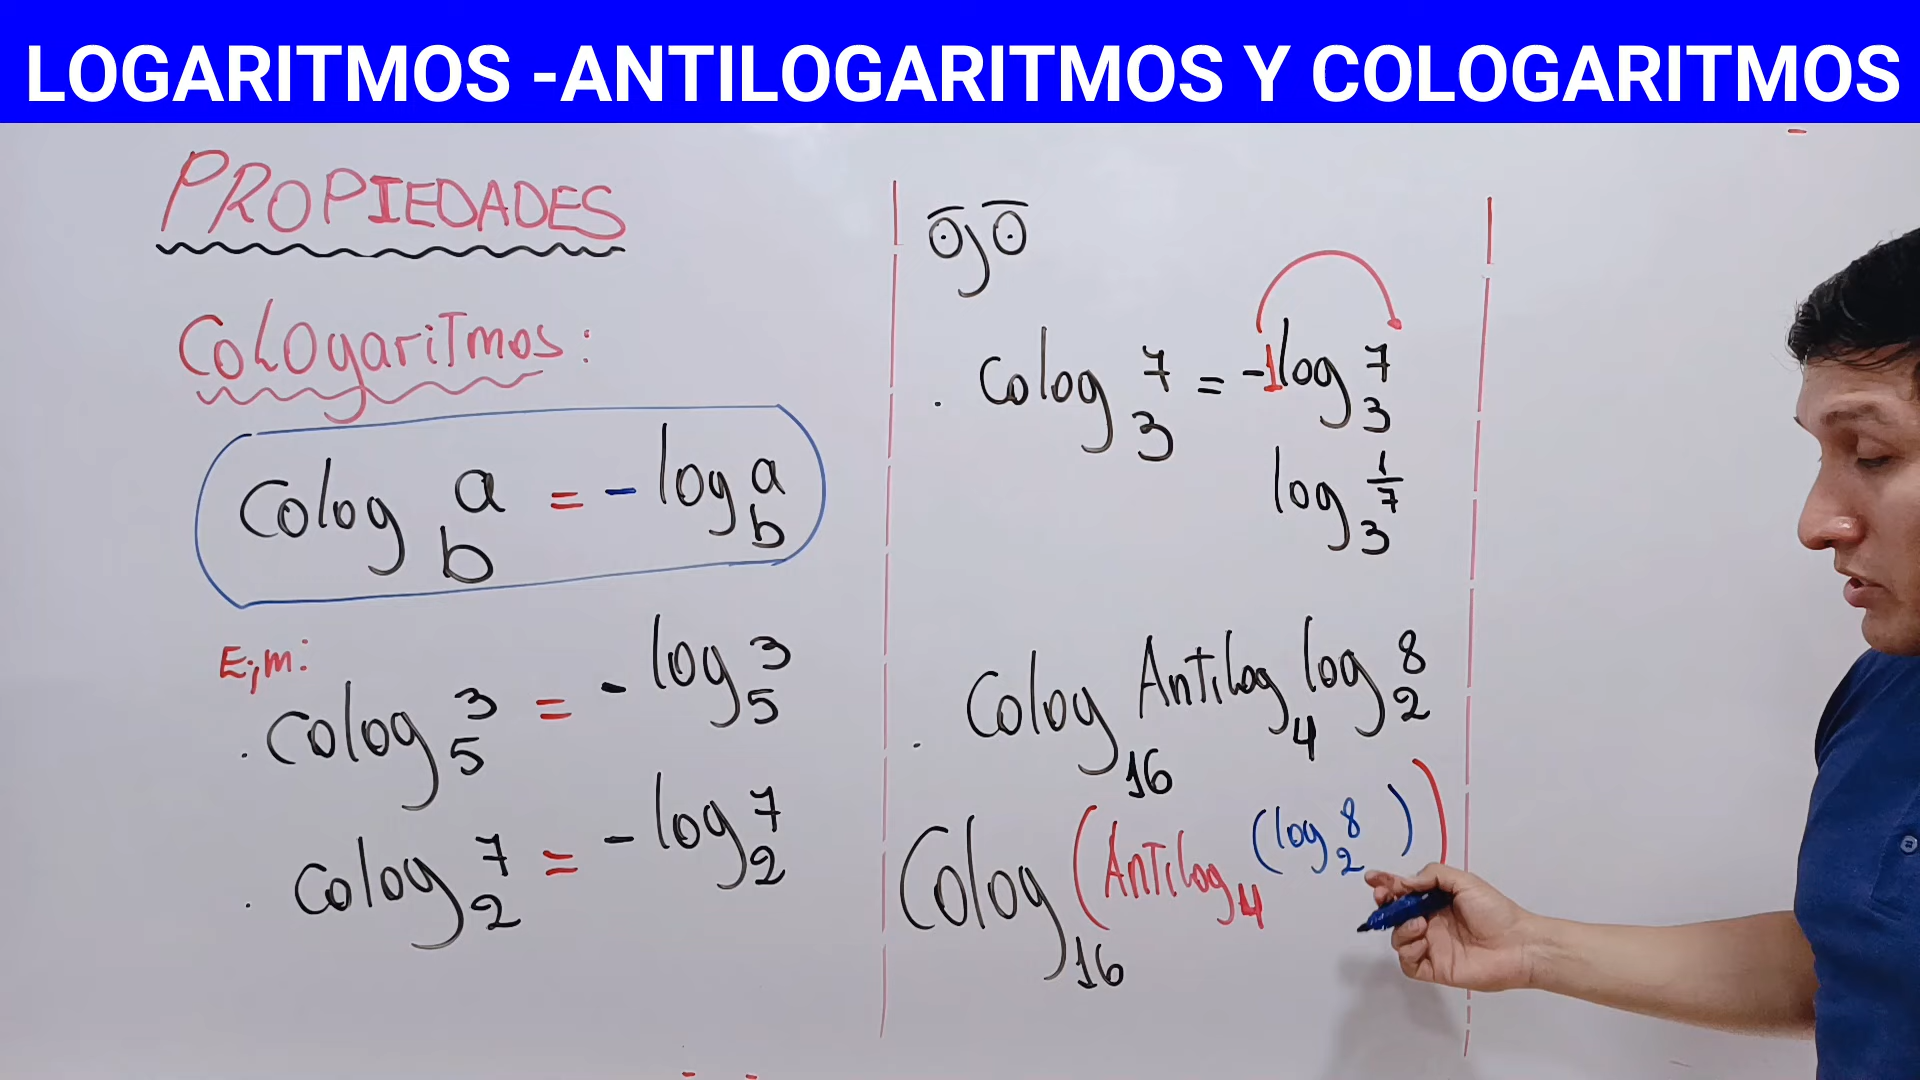 LOGARITMOS -ANTILOGARITMOS Y COLOGARITMOS
PROPIEDADES
Cologaritmos:
Colog_b a = - log_b a
Ejm:
. Colog_5 3 = - log_5 3
. Colog_2 7 = - log_2 7
Ojo
. Colog_3 7 = -1log_3 7
log_3 1/7
. Colog_16 Antilog_4 log_2 8
Colog_16 (Antilog_4 (log_2 8))